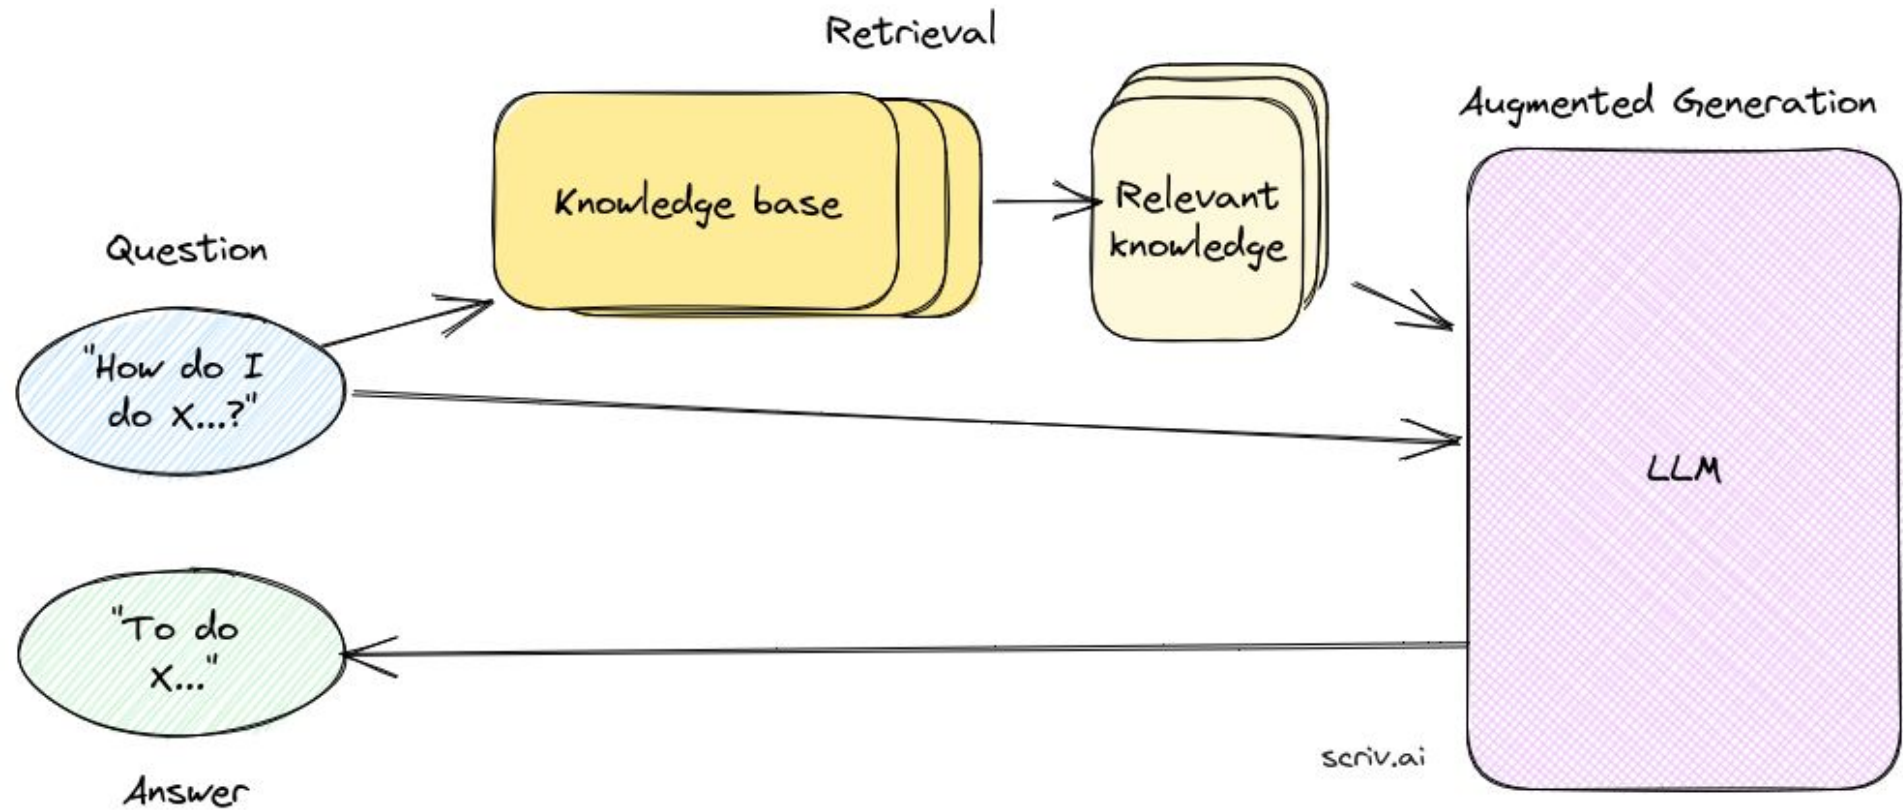 Retrieval
Augmented Generation
Knowledge base
Relevant
knowledge
Question
"How do I
do X...?"
LLM
"To do
X..."
Answer
scriv.ai